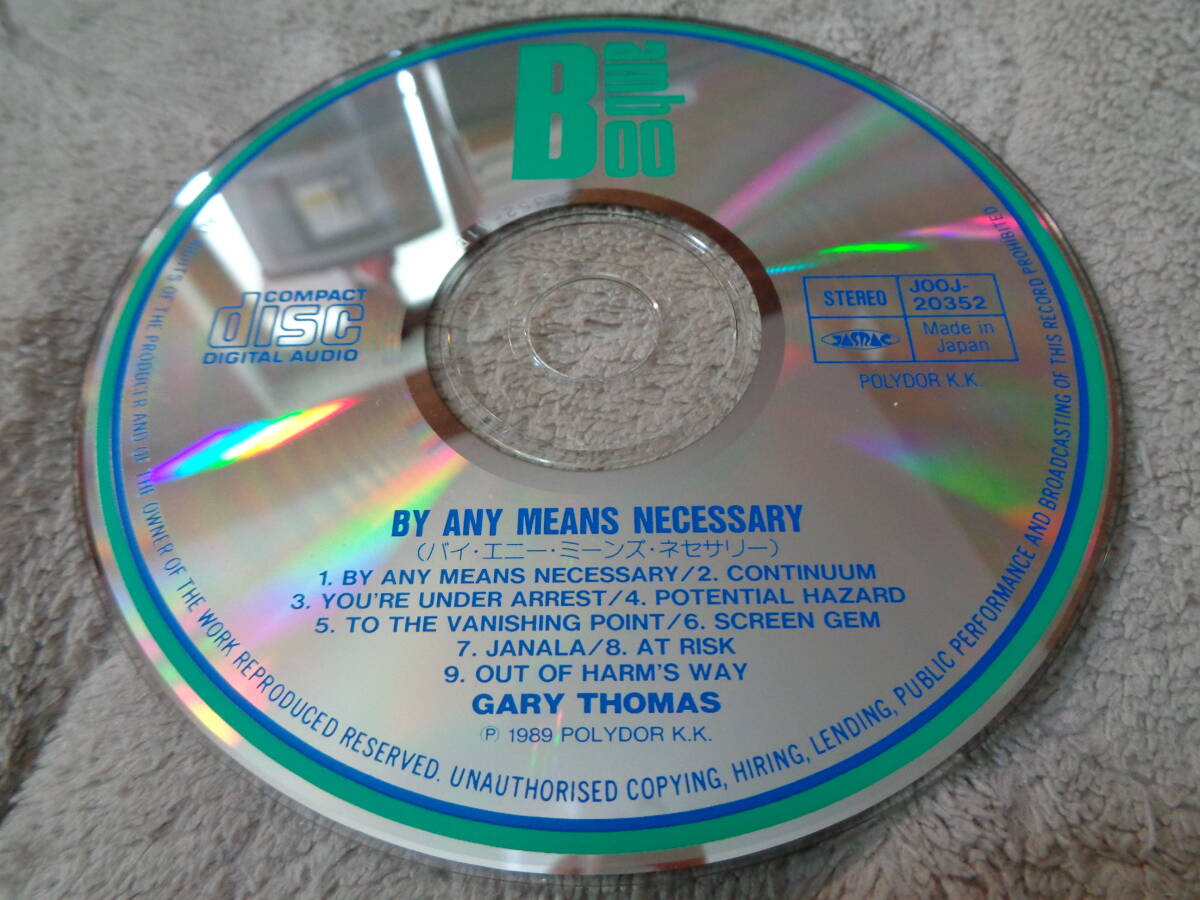 Bamboo
COMPACT
disc
DIGITAL AUDIO
STEREO
J00J-
20352
JASRAC
Made in
Japan
POLYDOR K.K.
BY ANY MEANS NECESSARY
(バイ・エニー・ミーンズ・ネセサリー)
1. BY ANY MEANS NECESSARY/2. CONTINUUM
3. YOU'RE UNDER ARREST/4. POTENTIAL HAZARD
5. TO THE VANISHING POINT/6. SCREEN GEM
7. JANALA/8. AT RISK
9. OUT OF HARM'S WAY
GARY THOMAS
℗ 1989 POLYDOR K.K.
ALL RIGHTS OF THE PRODUCER AND OF THE OWNER OF THE WORK REPRODUCED RESERVED. UNAUTHORISED COPYING, HIRING, LENDING, PUBLIC PERFORMANCE AND BROADCASTING OF THIS RECORD PROHIBITED